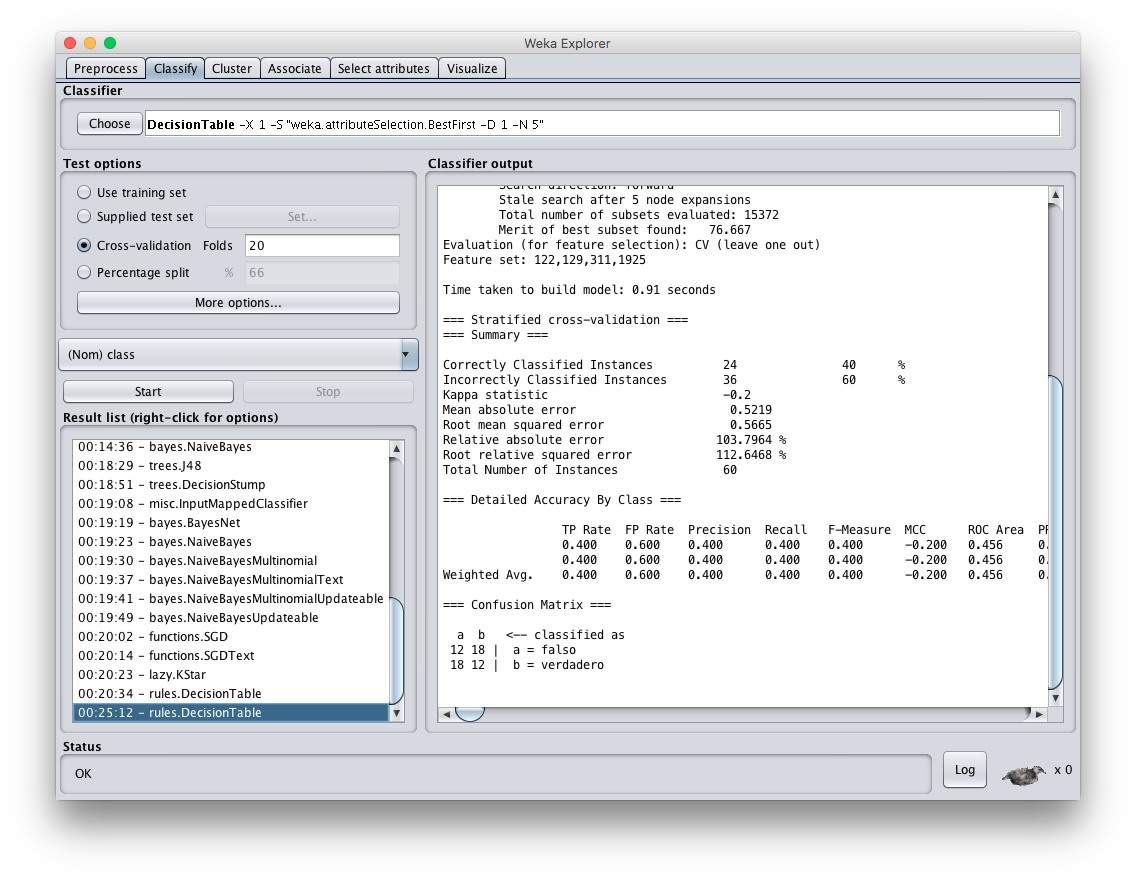 Weka Explorer
Preprocess Classify Cluster Associate Select attributes Visualize
Classifier
Choose DecisionTable -X 1 -S "weka.attributeSelection.BestFirst -D 1 -N 5"
Test options
Use training set
Supplied test set Set...
Cross-validation Folds 20
Percentage split % 66
More options...
(Nom) class
Start Stop
Result list (right-click for options)
00:14:36 - bayes.NaiveBayes
00:18:29 - trees.J48
00:18:51 - trees.DecisionStump
00:19:08 - misc.InputMappedClassifier
00:19:19 - bayes.BayesNet
00:19:23 - bayes.NaiveBayes
00:19:30 - bayes.NaiveBayesMultinomial
00:19:37 - bayes.NaiveBayesMultinomialText
00:19:41 - bayes.NaiveBayesMultinomialUpdateable
00:19:49 - bayes.NaiveBayesUpdateable
00:20:02 - functions.SGD
00:20:14 - functions.SGDText
00:20:23 - lazy.KStar
00:20:34 - rules.DecisionTable
00:25:12 - rules.DecisionTable
Classifier output
Search direction: forward
Stale search after 5 node expansions
Total number of subsets evaluated: 15372
Merit of best subset found: 76.667
Evaluation (for feature selection): CV (leave one out)
Feature set: 122,129,311,1925
Time taken to build model: 0.91 seconds
=== Stratified cross-validation ===
=== Summary ===
Correctly Classified Instances 24 40 %
Incorrectly Classified Instances 36 60 %
Kappa statistic -0.2
Mean absolute error 0.5219
Root mean squared error 0.5665
Relative absolute error 103.7964 %
Root relative squared error 112.6468 %
Total Number of Instances 60
=== Detailed Accuracy By Class ===
TP Rate FP Rate Precision Recall F-Measure MCC ROC Area PR
0.400 0.600 0.400 0.400 0.400 -0.200 0.456 0.
0.400 0.600 0.400 0.400 0.400 -0.200 0.456 0.
Weighted Avg. 0.400 0.600 0.400 0.400 0.400 -0.200 0.456 0.
=== Confusion Matrix ===
a b <-- classified as
12 18 | a = falso
18 12 | b = verdadero
Status
OK
Log x 0